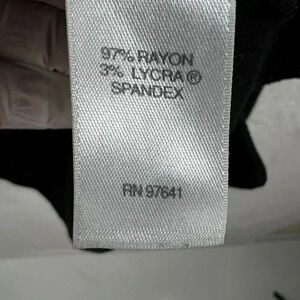 97% RAYON
3% LYCRA®
SPANDEX
RN 97641